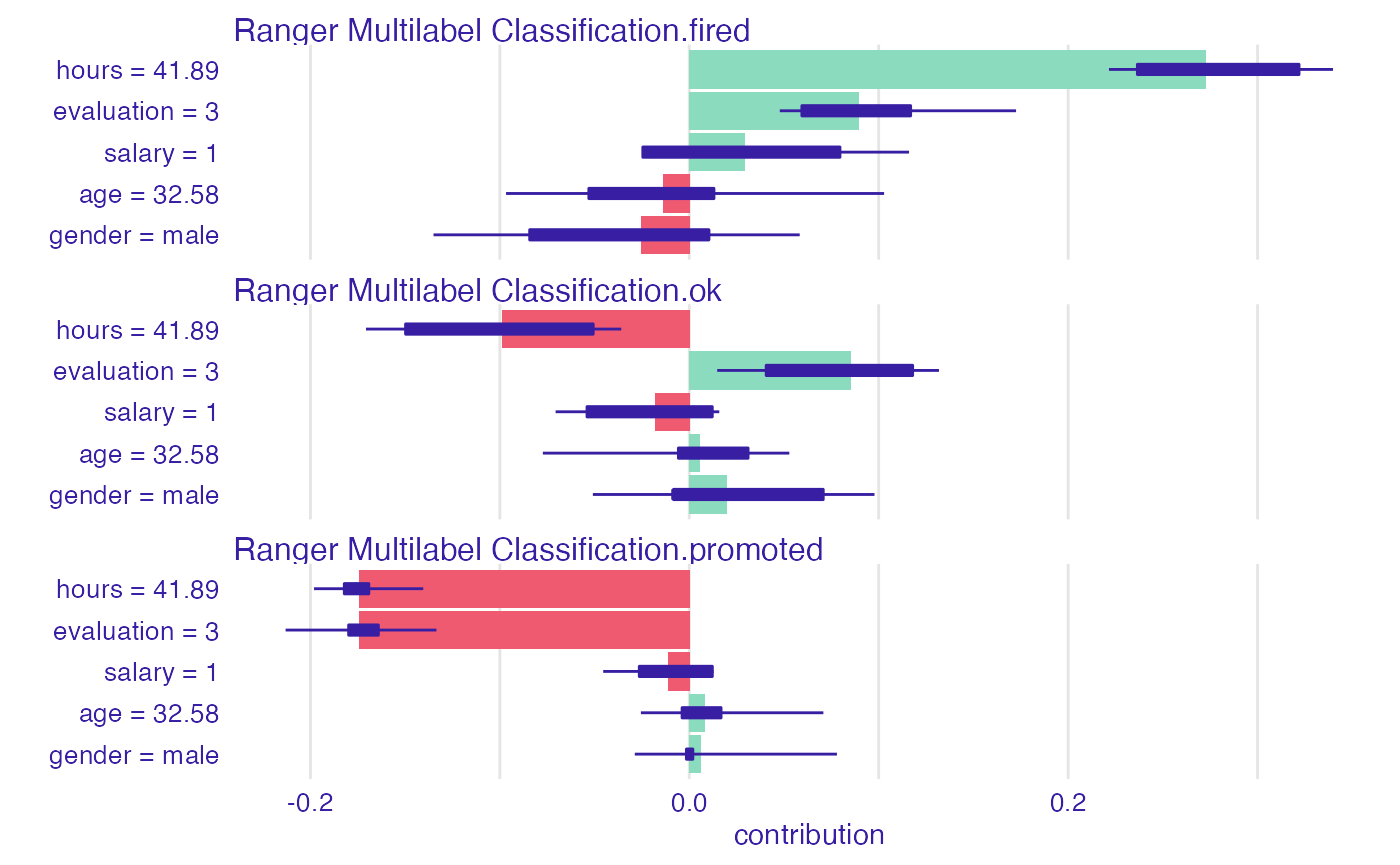 Ranger Multilabel Classification.fired
hours = 41.89
evaluation = 3
salary = 1
age = 32.58
gender = male
Ranger Multilabel Classification.ok
hours = 41.89
evaluation = 3
salary = 1
age = 32.58
gender = male
Ranger Multilabel Classification.promoted
hours = 41.89
evaluation = 3
salary = 1
age = 32.58
gender = male
-0.2 0.0 0.2
contribution